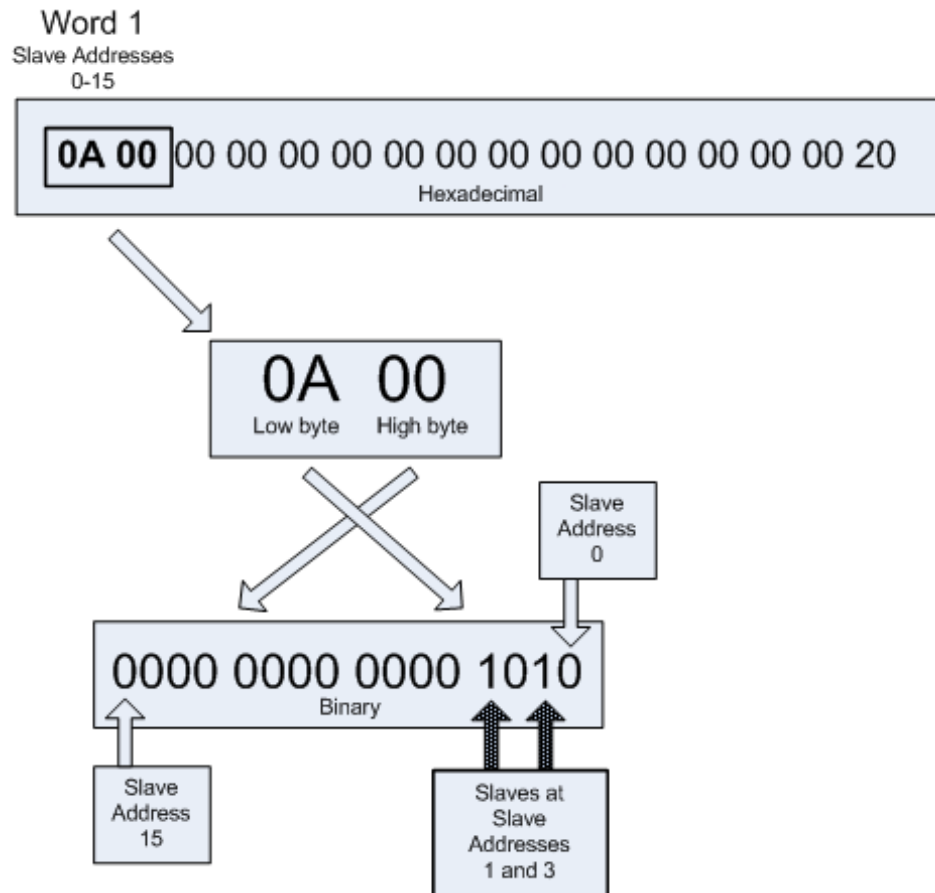 Word 1
Slave Addresses
0-15
0A 00 00 00 00 00 00 00 00 00 00 00 00 00 00 20
Hexadecimal
0A 00
Low byte High byte
Slave
Address
0
0000 0000 0000 1010
Binary
Slave
Address
15
Slaves at
Slave
Addresses
1 and 3